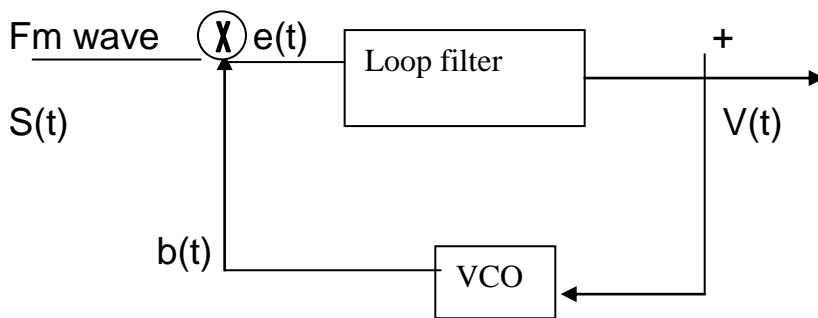 Fm wave
X
e(t)
Loop filter
+
S(t)
V(t)
b(t)
VCO